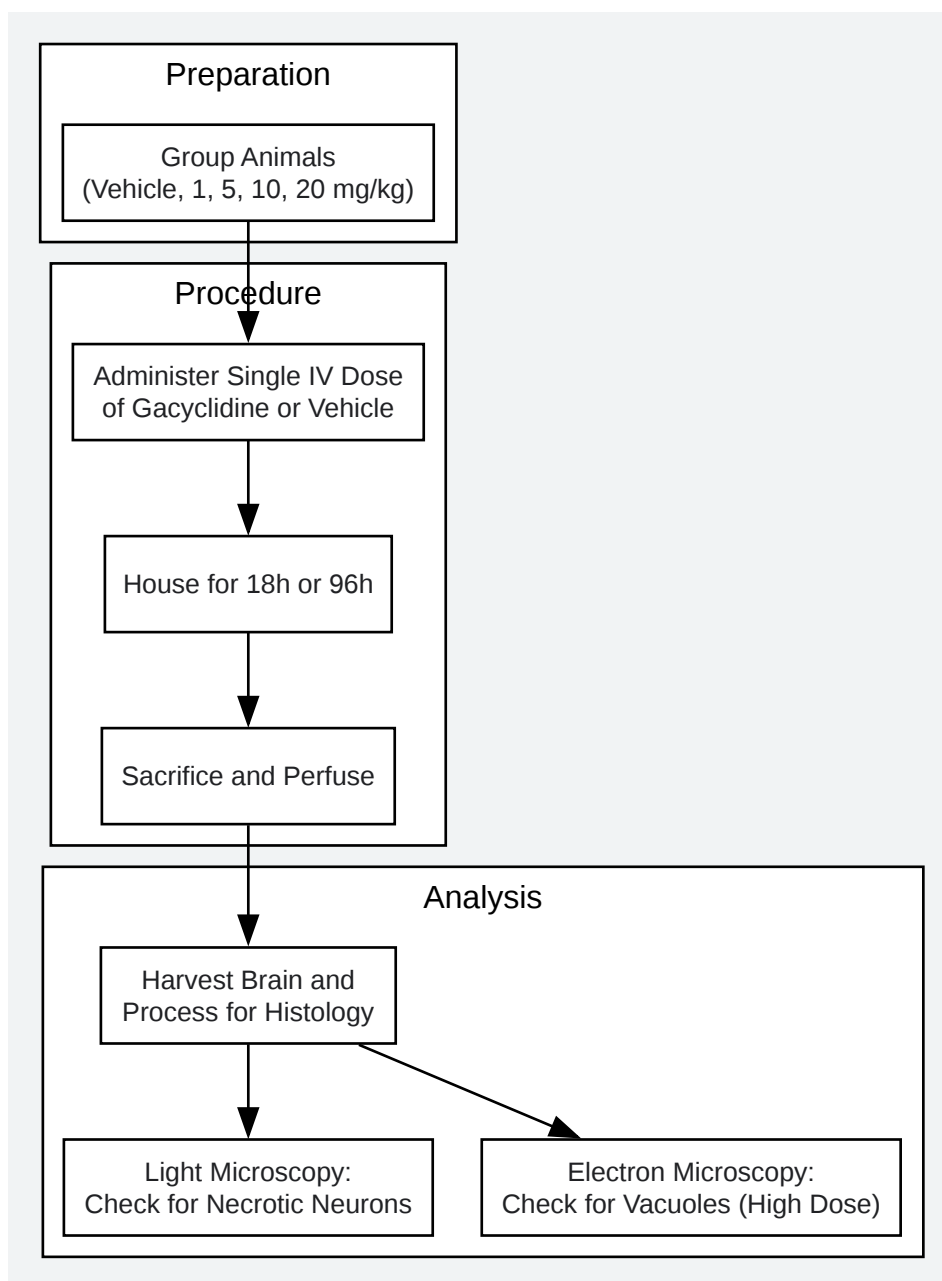 Preparation
Group Animals
(Vehicle, 1, 5, 10, 20 mg/kg)
Procedure
Administer Single IV Dose
of Gacyclidine or Vehicle
House for 18h or 96h
Sacrifice and Perfuse
Analysis
Harvest Brain and
Process for Histology
Light Microscopy:
Check for Necrotic Neurons
Electron Microscopy:
Check for Vacuoles (High Dose)